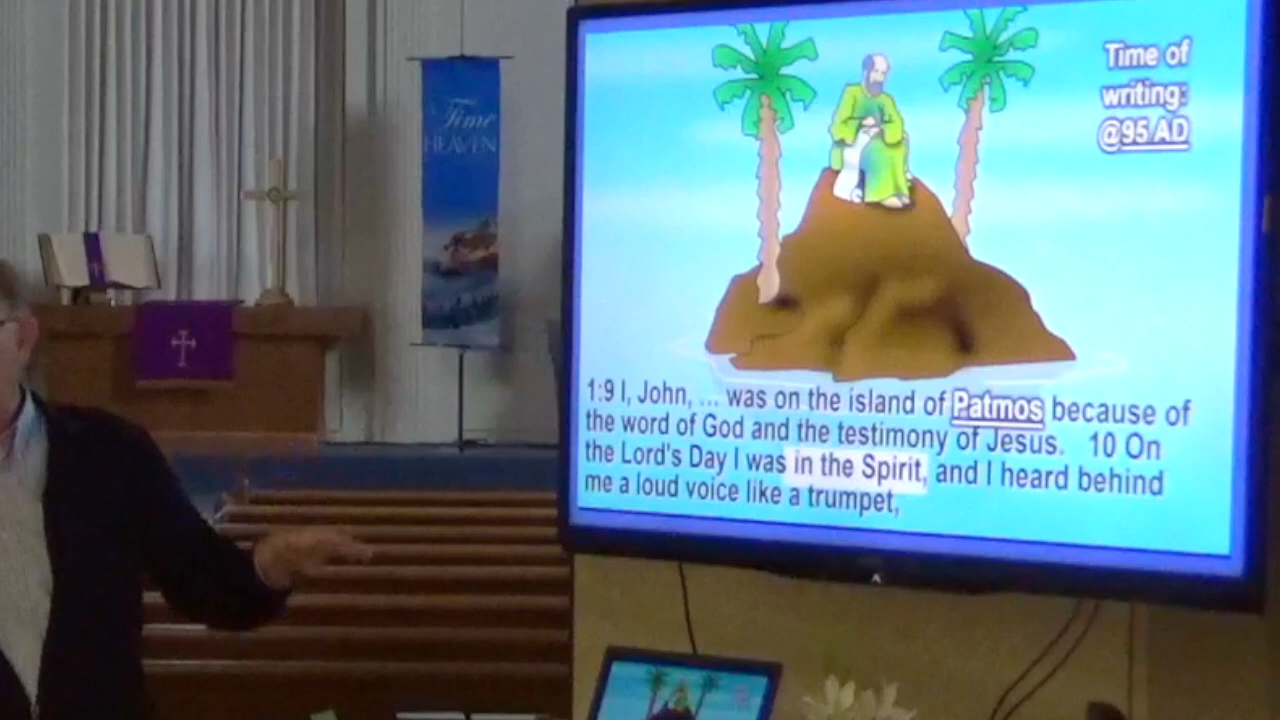 Time
HEAVEN
Time of
writing:
@95 AD
1:9 I, John, ... was on the island of Patmos because of
the word of God and the testimony of Jesus. 10 On
the Lord's Day I was in the Spirit, and I heard behind
me a loud voice like a trumpet,